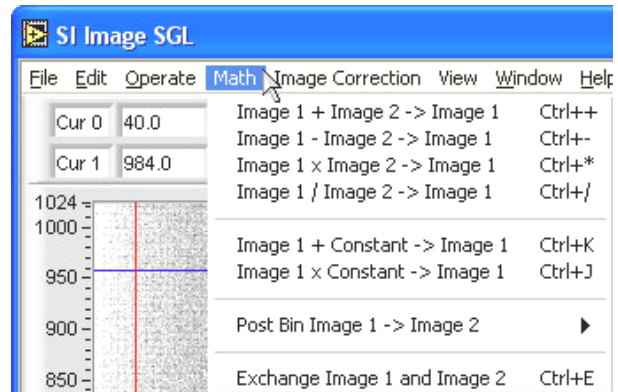 SI Image SGL
File Edit Operate Math Image Correction View Window Help
Cur 0 40.0
Cur 1 984.0
1024
1000
950
900
850
Image 1 + Image 2 -> Image 1 Ctrl++
Image 1 - Image 2 -> Image 1 Ctrl+-
Image 1 x Image 2 -> Image 1 Ctrl+*
Image 1 / Image 2 -> Image 1 Ctrl+/
Image 1 + Constant -> Image 1 Ctrl+K
Image 1 x Constant -> Image 1 Ctrl+J
Post Bin Image 1 -> Image 2
Exchange Image 1 and Image 2 Ctrl+E